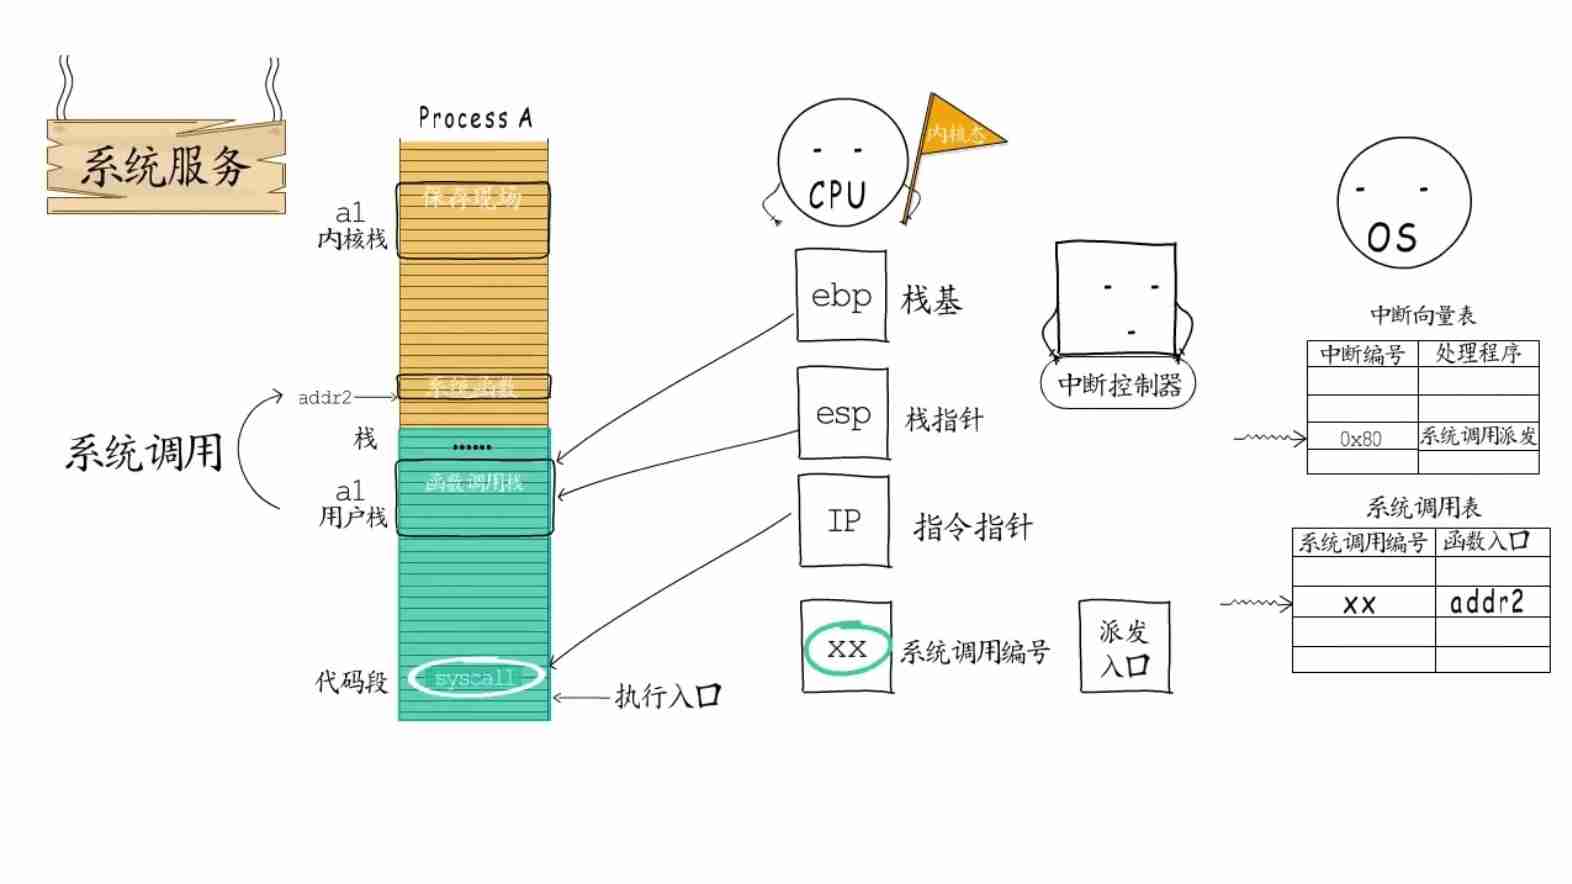 系统服务
Process A
保存现场
a1
内核栈
addr2
系统函数
栈
......
系统调用
a1
用户栈
函数调用栈
代码段
syscall
执行入口
CPU
内核态
ebp
栈基
esp
栈指针
IP
指令指针
xx
系统调用编号
中断控制器
派发
入口
OS
中断向量表
中断编号 处理程序
0x80 系统调用派发
系统调用表
系统调用编号 函数入口
xx addr2